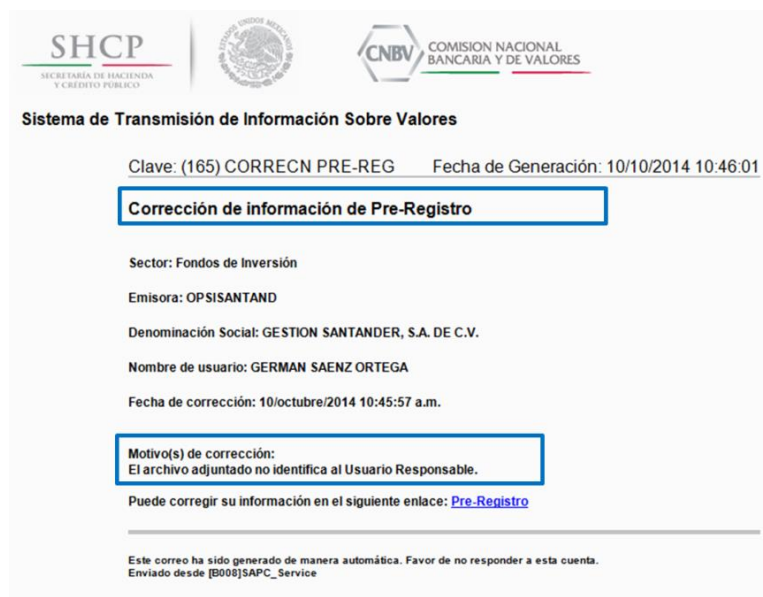 SHCP
SECRETARÍA DE HACIENDA
Y CRÉDITO PÚBLICO
ESTADOS UNIDOS MEXICANOS
CNBV
COMISION NACIONAL
BANCARIA Y DE VALORES
Sistema de Transmisión de Información Sobre Valores
Clave: (165) CORRECN PRE-REG Fecha de Generación: 10/10/2014 10:46:01
Corrección de información de Pre-Registro
Sector: Fondos de Inversión
Emisora: OPSISANTAND
Denominación Social: GESTION SANTANDER, S.A. DE C.V.
Nombre de usuario: GERMAN SAENZ ORTEGA
Fecha de corrección: 10/octubre/2014 10:45:57 a.m.
Motivo(s) de corrección:
El archivo adjuntado no identifica al Usuario Responsable.
Puede corregir su información en el siguiente enlace: Pre-Registro
Este correo ha sido generado de manera automática. Favor de no responder a esta cuenta.
Enviado desde [B008]SAPC_Service